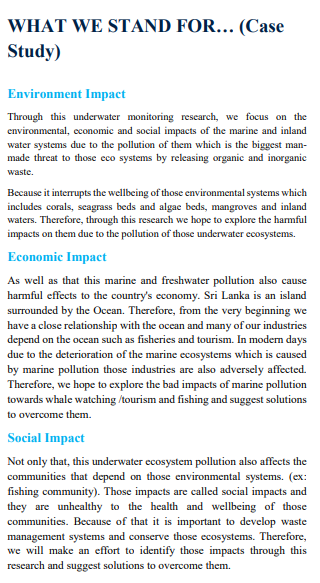 WHAT WE STAND FOR… (Case
Study)
Environment Impact
Through this underwater monitoring research, we focus on the
environmental, economic and social impacts of the marine and inland
water systems due to the pollution of them which is the biggest man-
made threat to those eco systems by releasing organic and inorganic
waste.
Because it interrupts the wellbeing of those environmental systems which
includes corals, seagrass beds and algae beds, mangroves and inland
waters. Therefore, through this research we hope to explore the harmful
impacts on them due to the pollution of those underwater ecosystems.
Economic Impact
As well as that this marine and freshwater pollution also cause
harmful effects to the country's economy. Sri Lanka is an island
surrounded by the Ocean. Therefore, from the very beginning we
have a close relationship with the ocean and many of our industries
depend on the ocean such as fisheries and tourism. In modern days
due to the deterioration of the marine ecosystems which is caused
by marine pollution those industries are also adversely affected.
Therefore, we hope to explore the bad impacts of marine pollution
towards whale watching /tourism and fishing and suggest solutions
to overcome them.
Social Impact
Not only that, this underwater ecosystem pollution also affects the
communities that depend on those environmental systems. (ex:
fishing community). Those impacts are called social impacts and
they are unhealthy to the health and wellbeing of those
communities. Because of that it is important to develop waste
management systems and conserve those ecosystems. Therefore,
we will make an effort to identify those impacts through this
research and suggest solutions to overcome them.